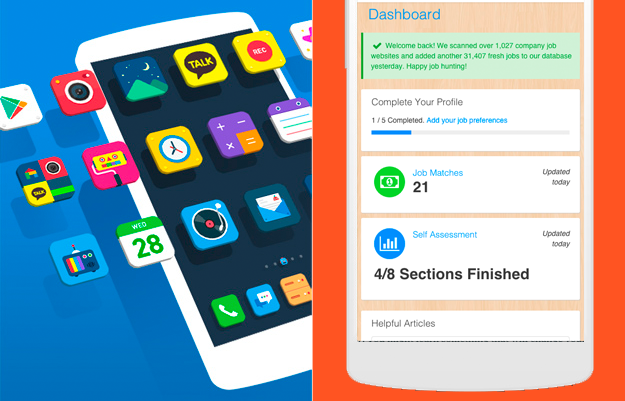 TALK
REC
TALK
WED
28
Dashboard
Welcome back! We scanned over 1,027 company job
websites and added another 31,407 fresh jobs to our database
yesterday. Happy job hunting!
Complete Your Profile
1 / 5 Completed. Add your job preferences
Job Matches
21
Updated
today
Self Assessment
4/8 Sections Finished
Updated
today
Helpful Articles